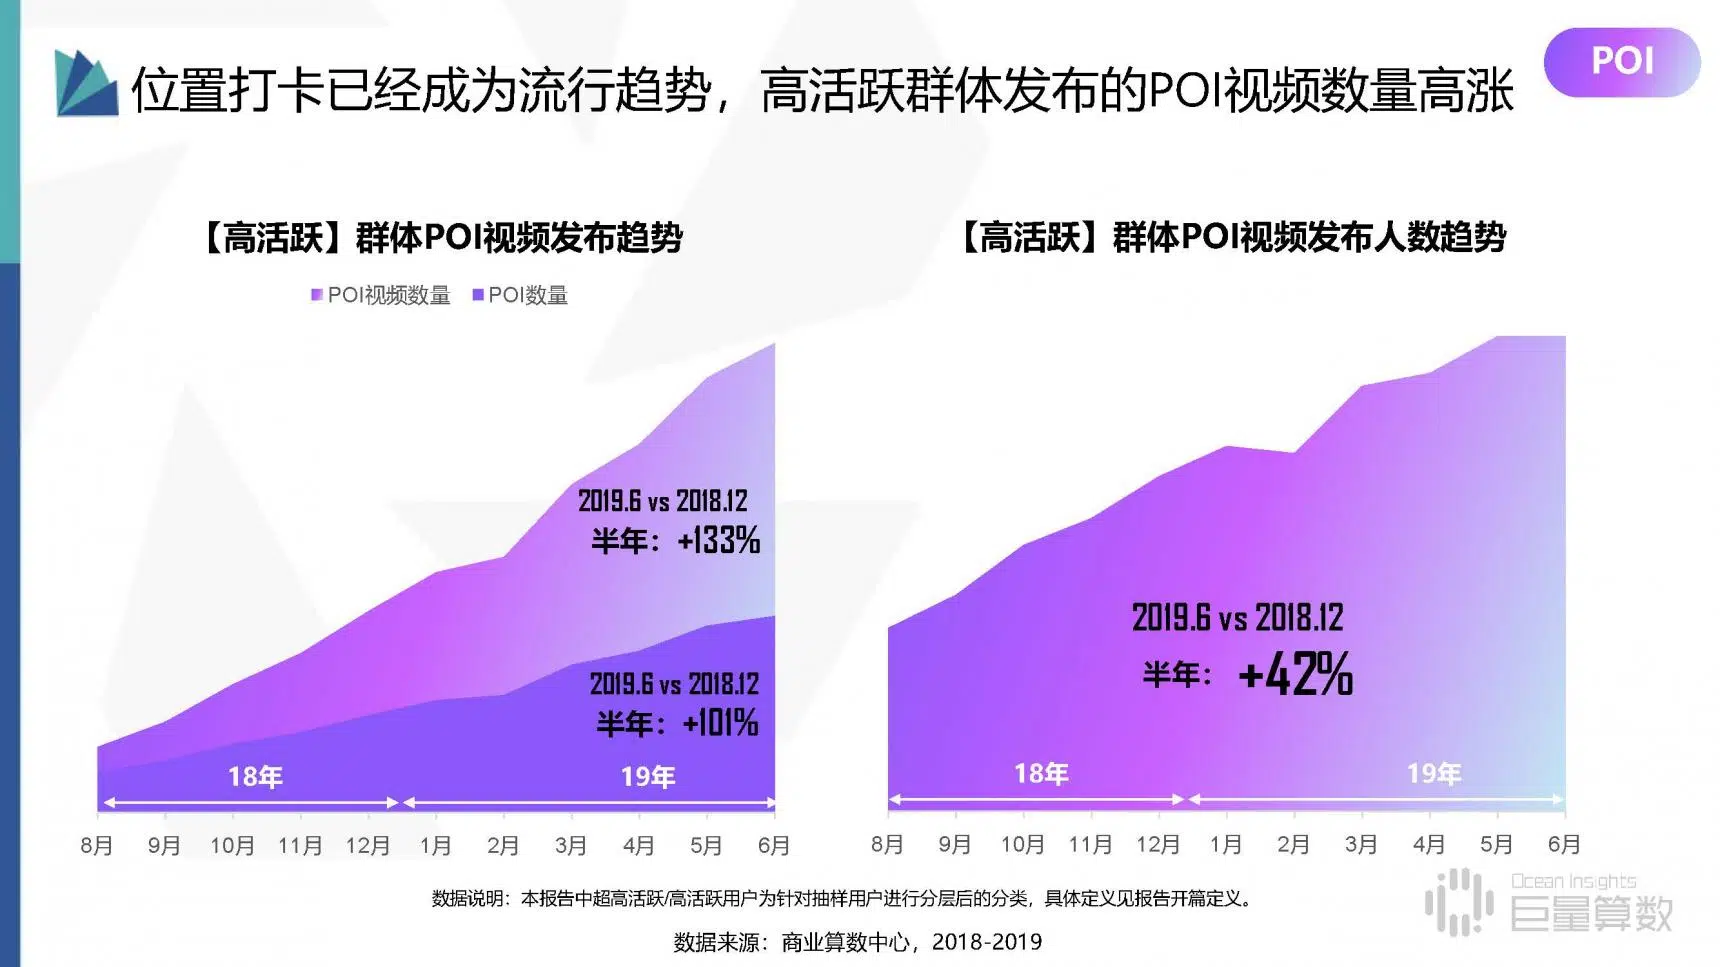 位置打卡已经成为流行趋势，高活跃群体发布的POI视频数量高涨
POI
【高活跃】群体POI视频发布趋势
POI视频数量 POI数量
2019.6 vs 2018.12
半年：+133%
2019.6 vs 2018.12
半年：+101%
18年 19年
8月 9月 10月 11月 12月 1月 2月 3月 4月 5月 6月
【高活跃】群体POI视频发布人数趋势
2019.6 vs 2018.12
半年：+42%
18年 19年
8月 9月 10月 11月 12月 1月 2月 3月 4月 5月 6月
数据说明：本报告中超高活跃/高活跃用户为针对抽样用户进行分层后的分类，具体定义见报告开篇定义。
数据来源：商业算数中心，2018-2019
Ocean Insights
巨量算数